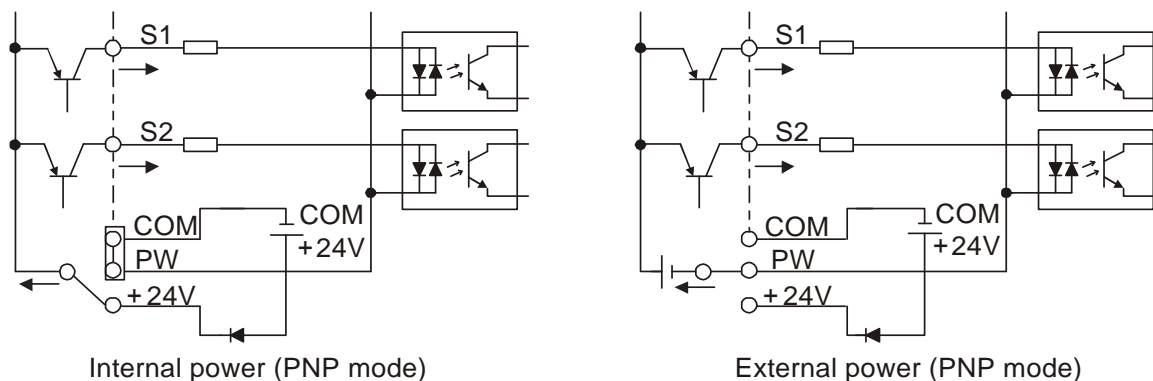 S1
S2
COM
COM
+24V
PW
+24V
Internal power (PNP mode)
S1
S2
COM
COM
+24V
PW
+24V
External power (PNP mode)